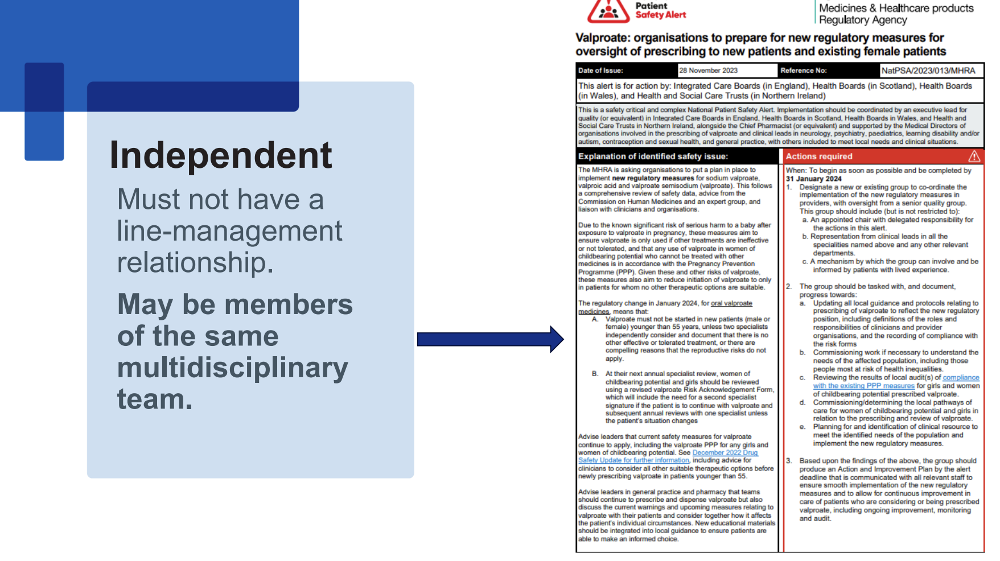 Independent
Must not have a
line-management
relationship.
May be members
of the same
multidisciplinary
team.
Patient
Safety Alert
Medicines & Healthcare products
Regulatory Agency
Valproate: organisations to prepare for new regulatory measures for
oversight of prescribing to new patients and existing female patients
Date of Issue: 28 November 2023 Reference No: NatPSA/2023/013/MHRA
This alert is for action by: Integrated Care Boards (in England), Health Boards (in Scotland), Health Boards
(in Wales), and Health and Social Care Trusts (in Northern Ireland)
This is a safety critical and complex National Patient Safety Alert. Implementation should be coordinated by an executive lead for
quality (or equivalent) in Integrated Care Boards in England, Health Boards in Scotland, Health Boards in Wales, and Health and
Social Care Trusts in Northern Ireland, alongside the Chief Pharmacist (or equivalent) and supported by the Medical Directors of
organisations involved in the prescribing of valproate and clinical leads in neurology, psychiatry, paediatrics, learning disability and/or
autism, contraception and sexual health, and general practice, with others included to meet local needs and clinical situations.
Explanation of identified safety issue:
The MHRA is asking organisations to put a plan in place to
implement new regulatory measures for sodium valproate,
valproic acid and valproate semisodium (valproate). This follows
a comprehensive review of safety data, advice from the
Commission on Human Medicines and an expert group, and
liaison with clinicians and organisations.
Due to the known significant risk of serious harm to a baby after
exposure to valproate in pregnancy, these measures aim to
ensure valproate is only used if other treatments are ineffective
or not tolerated, and that any use of valproate in women of
childbearing potential who cannot be treated with other
medicines is in accordance with the Pregnancy Prevention
Programme (PPP). Given these and other risks of valproate,
these measures also aim to reduce initiation of valproate to only
in patients for whom no other therapeutic options are suitable.
The regulatory change in January 2024, for oral valproate
medicines, means that:
A. Valproate must not be started in new patients (male or
female) younger than 55 years, unless two specialists
independently consider and document that there is no
other effective or tolerated treatment, or there are
compelling reasons that the reproductive risks do not
apply.
B. At their next annual specialist review, women of
childbearing potential and girls should be reviewed
using a revised valproate Risk Acknowledgement Form,
which will include the need for a second specialist
signature if the patient is to continue with valproate and
subsequent annual reviews with one specialist unless
the patient's situation changes
Advise leaders that current safety measures for valproate
continue to apply, including the valproate PPP for any girls and
women of childbearing potential. See December 2022 Drug
Safety Update for further information, including advice for
clinicians to consider all other suitable therapeutic options before
newly prescribing valproate in patients younger than 55.
Advise leaders in general practice and pharmacy that teams
should continue to prescribe and dispense valproate but also
discuss the current warnings and upcoming measures relating to
valproate with their patients and consider together how it affects
the patient's individual circumstances. New educational materials
should be integrated into local guidance to ensure patients are
able to make an informed choice.
Actions required
When: To begin as soon as possible and be completed by
31 January 2024
1. Designate a new or existing group to co-ordinate the
implementation of the new regulatory measures in
providers, with oversight from a senior quality group.
This group should include (but is not restricted to):
a. An appointed chair with delegated responsibility for
the actions in this alert.
b. Representation from clinical leads in all the
specialities named above and any other relevant
departments.
c. A mechanism by which the group can involve and be
informed by patients with lived experience.
2. The group should be tasked with, and document,
progress towards:
a. Updating all local guidance and protocols relating to
prescribing of valproate to reflect the new regulatory
position, including definitions of the roles and
responsibilities of clinicians and provider
organisations, and the recording of compliance with
the risk forms
b. Commissioning work if necessary to understand the
needs of the affected population, including those
people most at risk of health inequalities.
c. Reviewing the results of local audit(s) of compliance
with the existing PPP measures for girls and women
of childbearing potential prescribed valproate.
d. Commissioning/determining the local pathways of
care for women of childbearing potential and girls in
relation to the prescribing and review of valproate.
e. Planning for and identification of clinical resource to
meet the identified needs of the population and
implement the new regulatory measures.
3. Based upon the findings of the above, the group should
produce an Action and Improvement Plan by the alert
deadline that is communicated with all relevant staff to
ensure smooth implementation of the new regulatory
measures and to allow for continuous improvement in
care of patients who are considering or being prescribed
valproate, including ongoing improvement, monitoring
and audit.